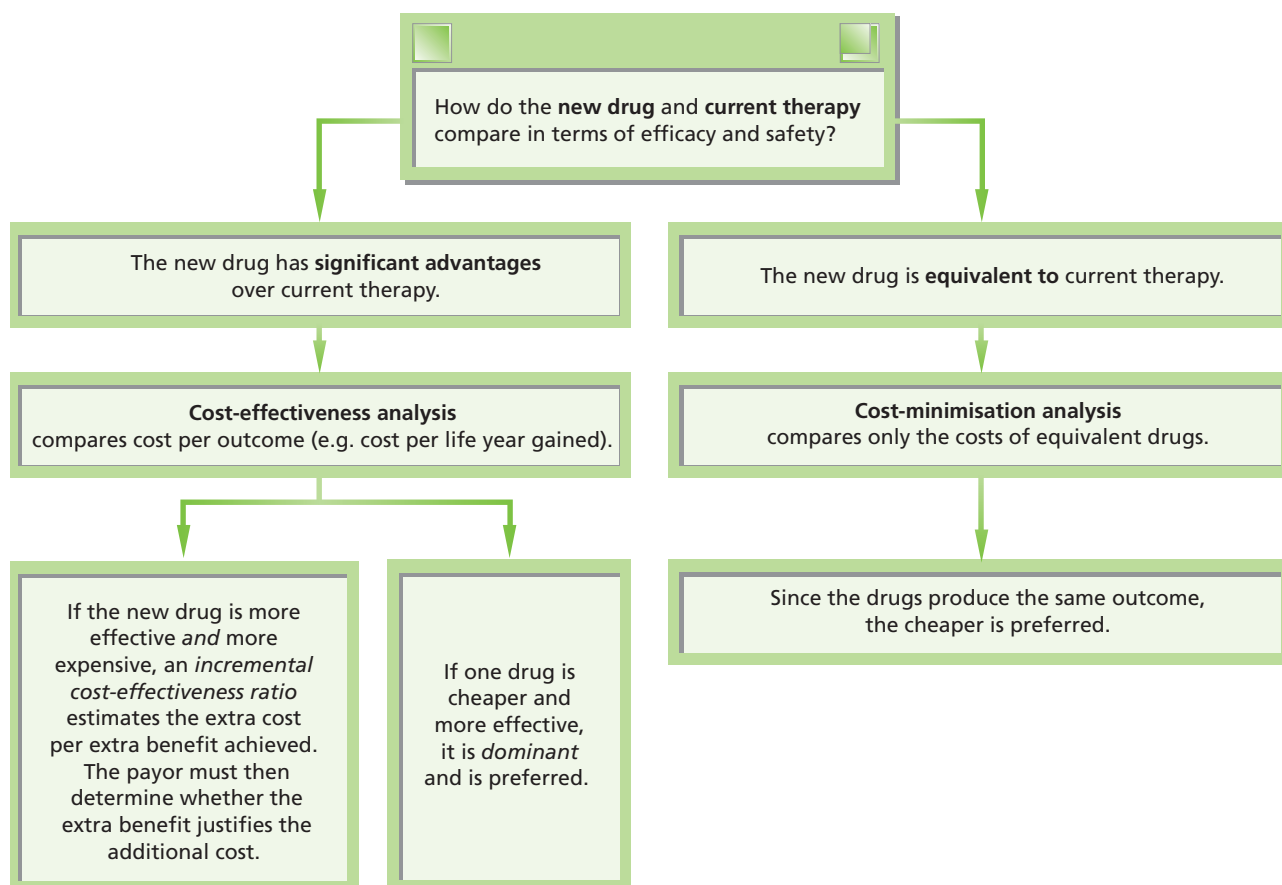 How do the new drug and current therapy
compare in terms of efficacy and safety?
The new drug has significant advantages
over current therapy.
The new drug is equivalent to current therapy.
Cost-effectiveness analysis
compares cost per outcome (e.g. cost per life year gained).
Cost-minimisation analysis
compares only the costs of equivalent drugs.
If the new drug is more
effective and more
expensive, an incremental
cost-effectiveness ratio
estimates the extra cost
per extra benefit achieved.
The payor must then
determine whether the
extra benefit justifies the
additional cost.
If one drug is
cheaper and
more effective,
it is dominant
and is preferred.
Since the drugs produce the same outcome,
the cheaper is preferred.